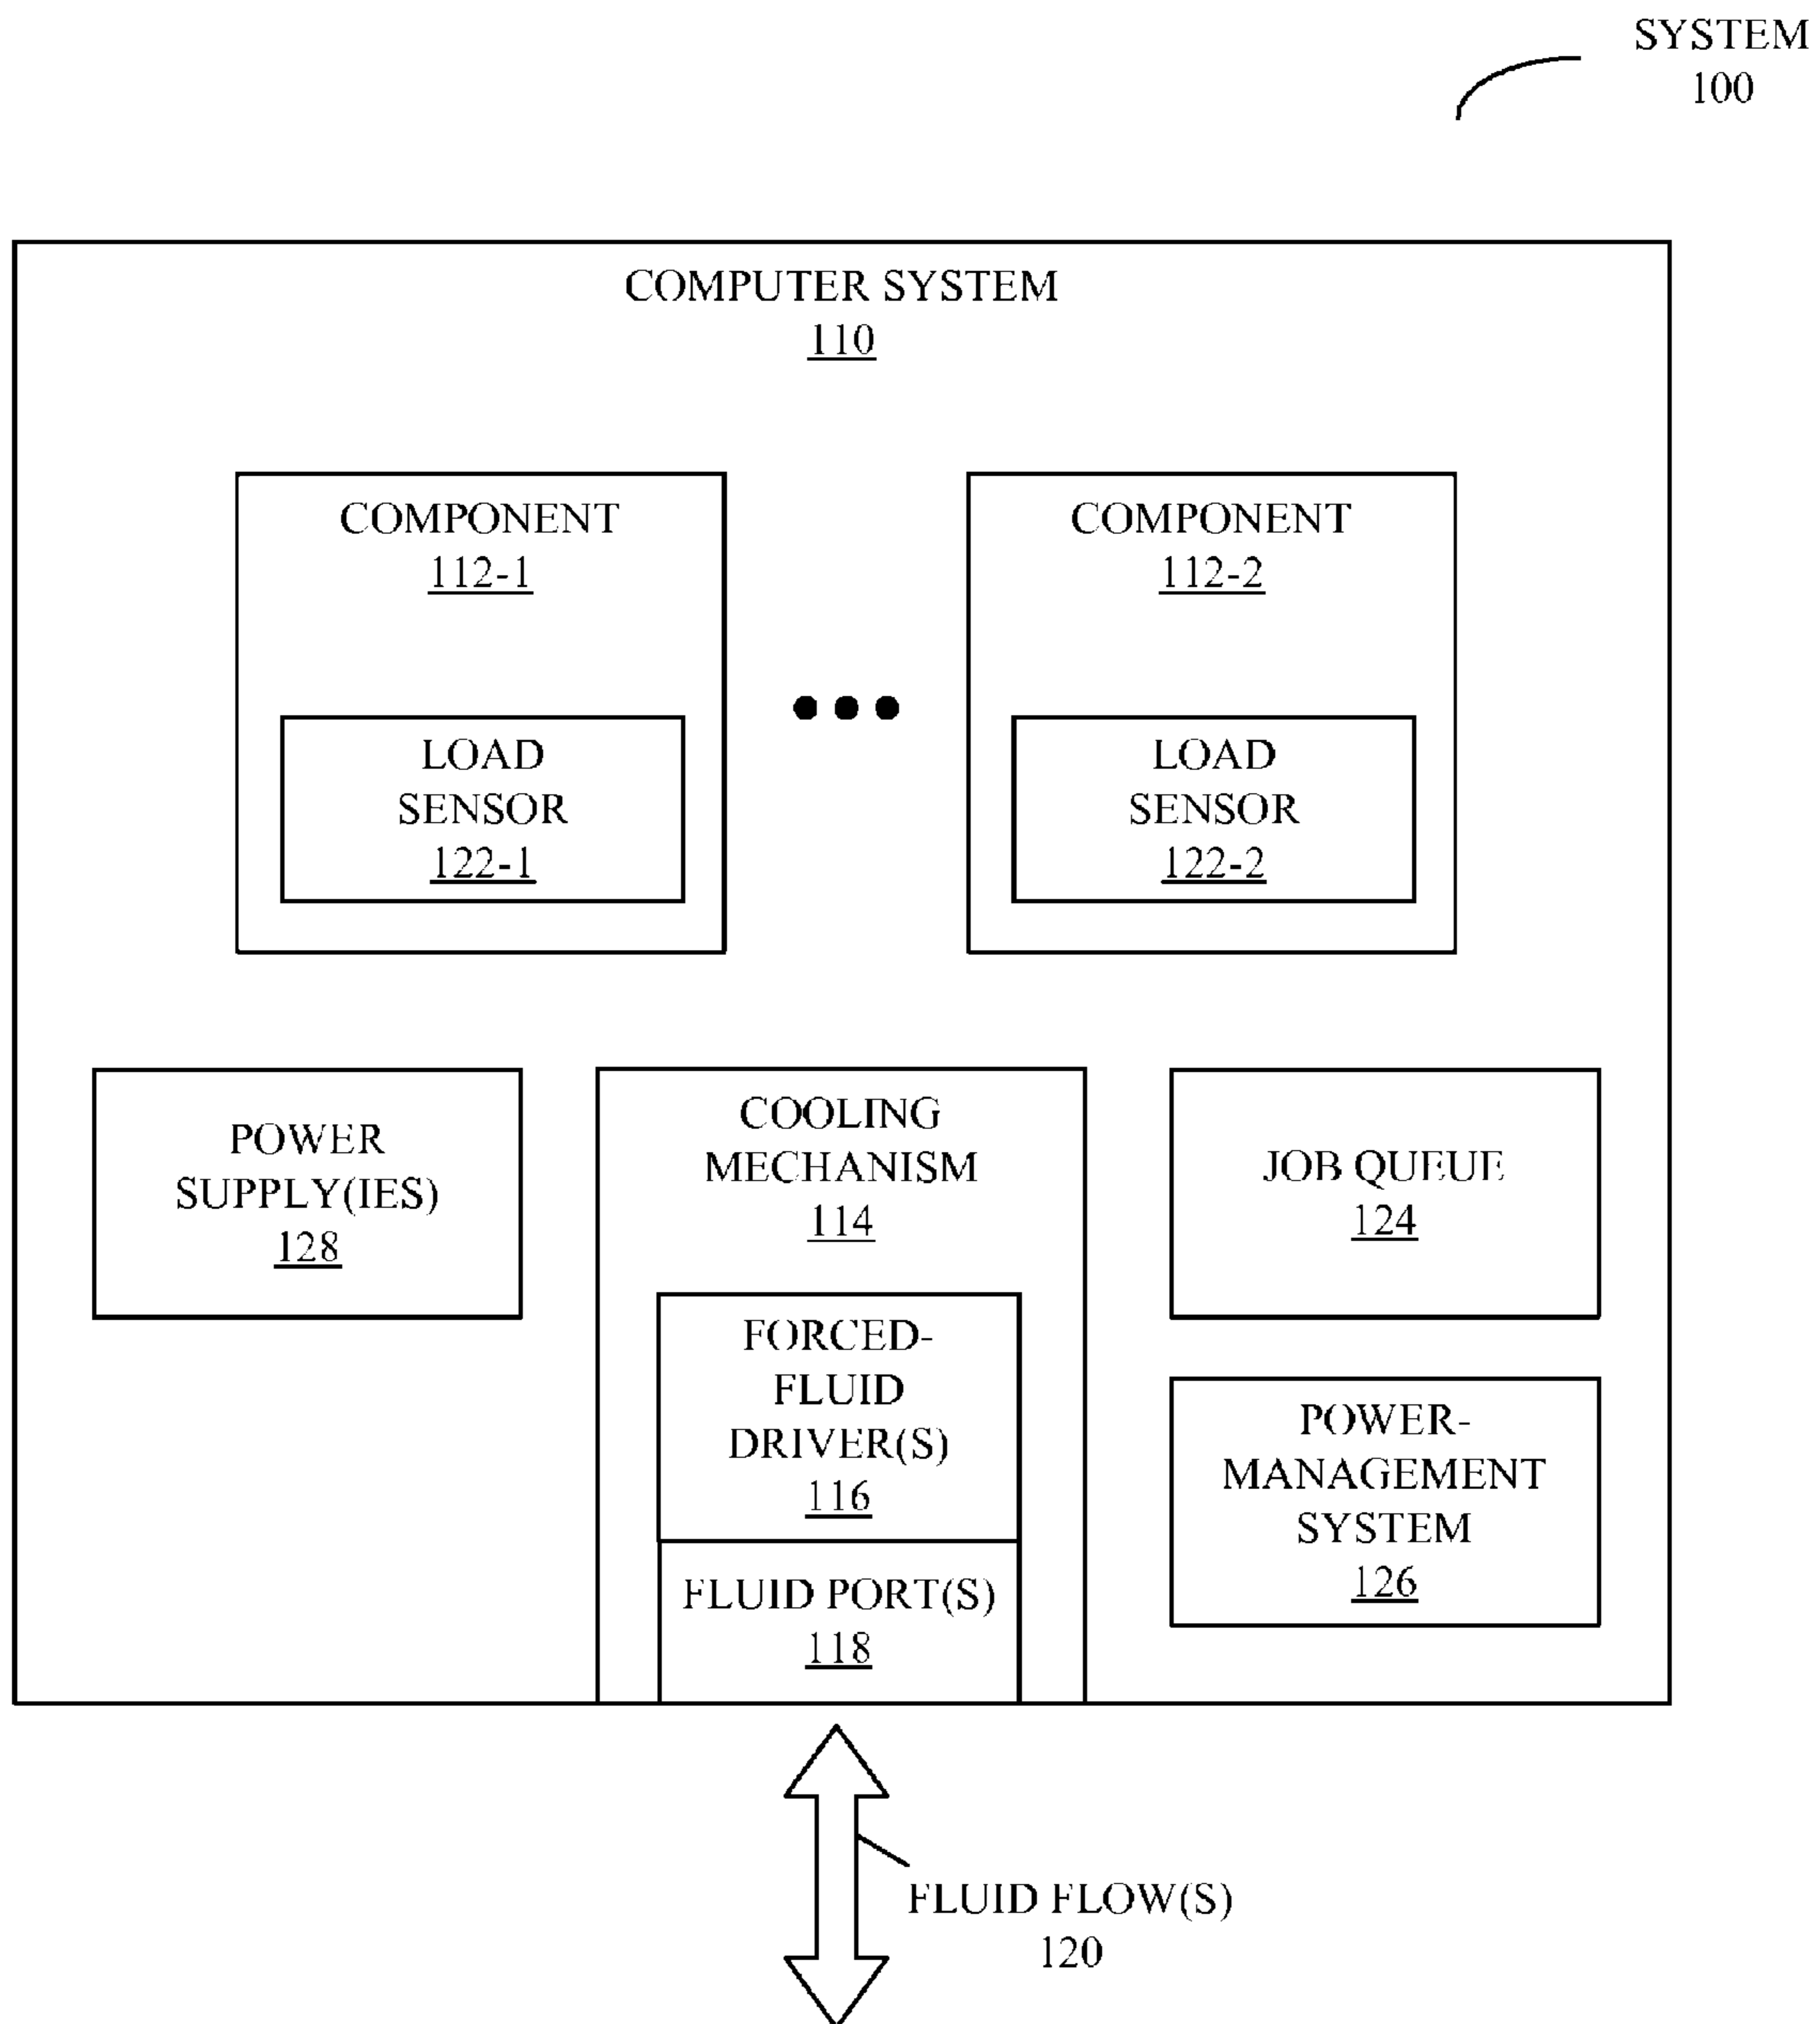 SYSTEM
100
COMPUTER SYSTEM
110
COMPONENT
112-1
LOAD
SENSOR
122-1
COMPONENT
112-2
LOAD
SENSOR
122-2
POWER
SUPPLY(IES)
128
COOLING
MECHANISM
114
FORCED-
FLUID
DRIVER(S)
116
FLUID PORT(S)
118
JOB QUEUE
124
POWER-
MANAGEMENT
SYSTEM
126
FLUID FLOW(S)
120